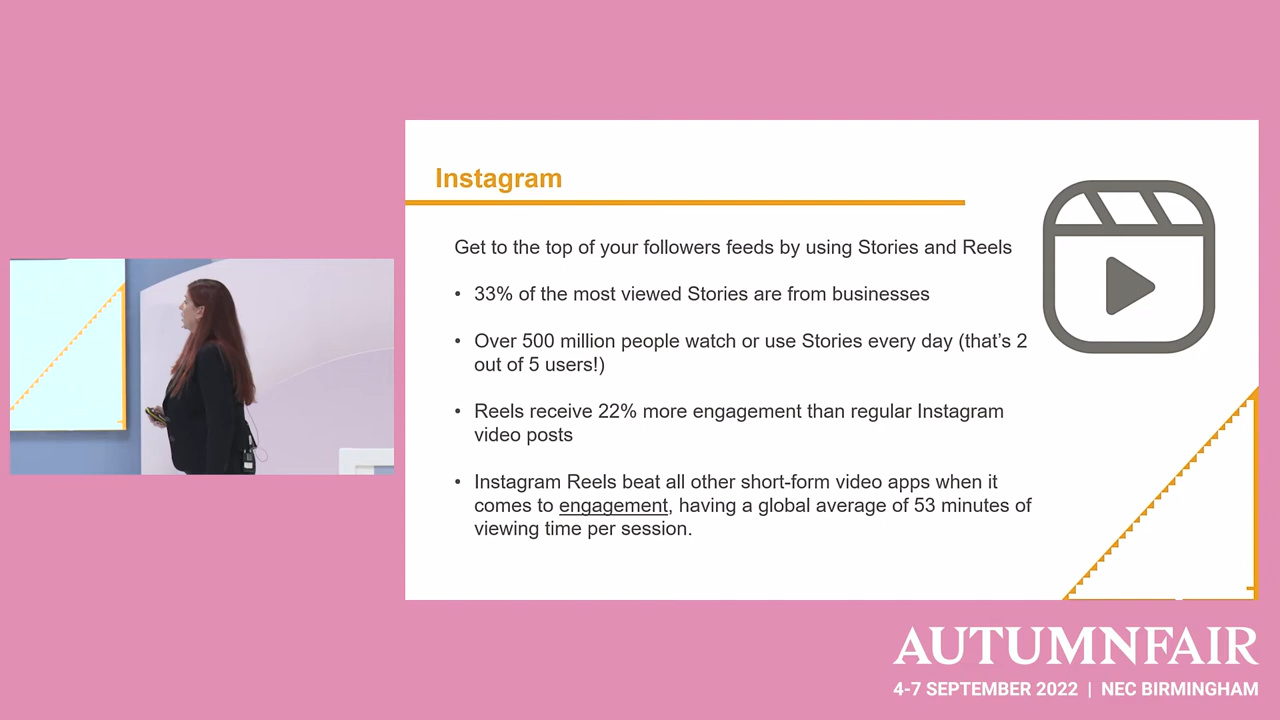 Instagram
Get to the top of your followers feeds by using Stories and Reels
• 33% of the most viewed Stories are from businesses
• Over 500 million people watch or use Stories every day (that’s 2
out of 5 users!)
• Reels receive 22% more engagement than regular Instagram
video posts
• Instagram Reels beat all other short-form video apps when it
comes to engagement, having a global average of 53 minutes of
viewing time per session.
AUTUMNFAIR
4-7 SEPTEMBER 2022 | NEC BIRMINGHAM